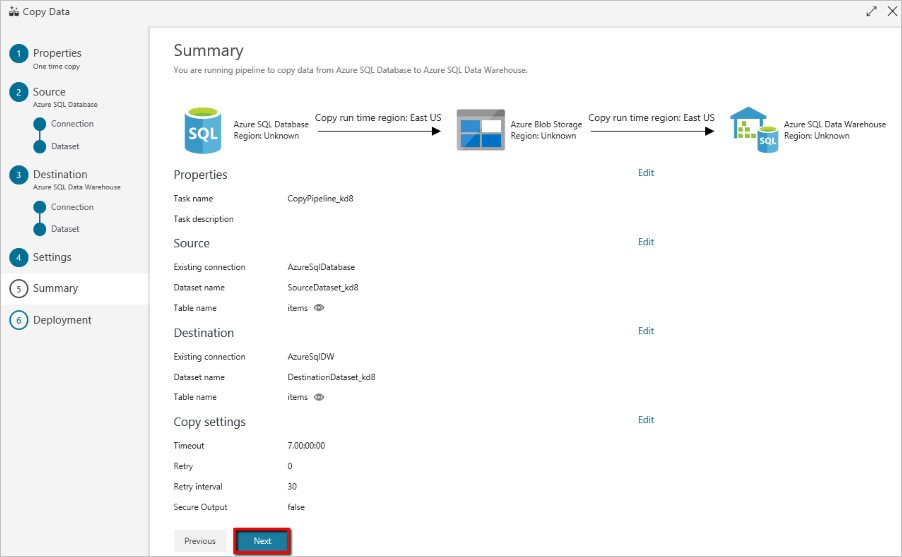 Copy Data
1 Properties
One time copy
2 Source
Azure SQL Database
Connection
Dataset
3 Destination
Azure SQL Data Warehouse
Connection
Dataset
4 Settings
5 Summary
6 Deployment
Summary
You are running pipeline to copy data from Azure SQL Database to Azure SQL Data Warehouse.
SQL
Azure SQL Database
Region: Unknown
Copy run time region: East US
Azure Blob Storage
Region: Unknown
Copy run time region: East US
SQL
Azure SQL Data Warehouse
Region: Unknown
Properties Edit
Task name CopyPipeline_kd8
Task description
Source Edit
Existing connection AzureSqlDatabase
Dataset name SourceDataset_kd8
Table name items
Destination Edit
Existing connection AzureSqlDW
Dataset name DestinationDataset_kd8
Table name items
Copy settings Edit
Timeout 7.00:00:00
Retry 0
Retry interval 30
Secure Output false
Previous Next